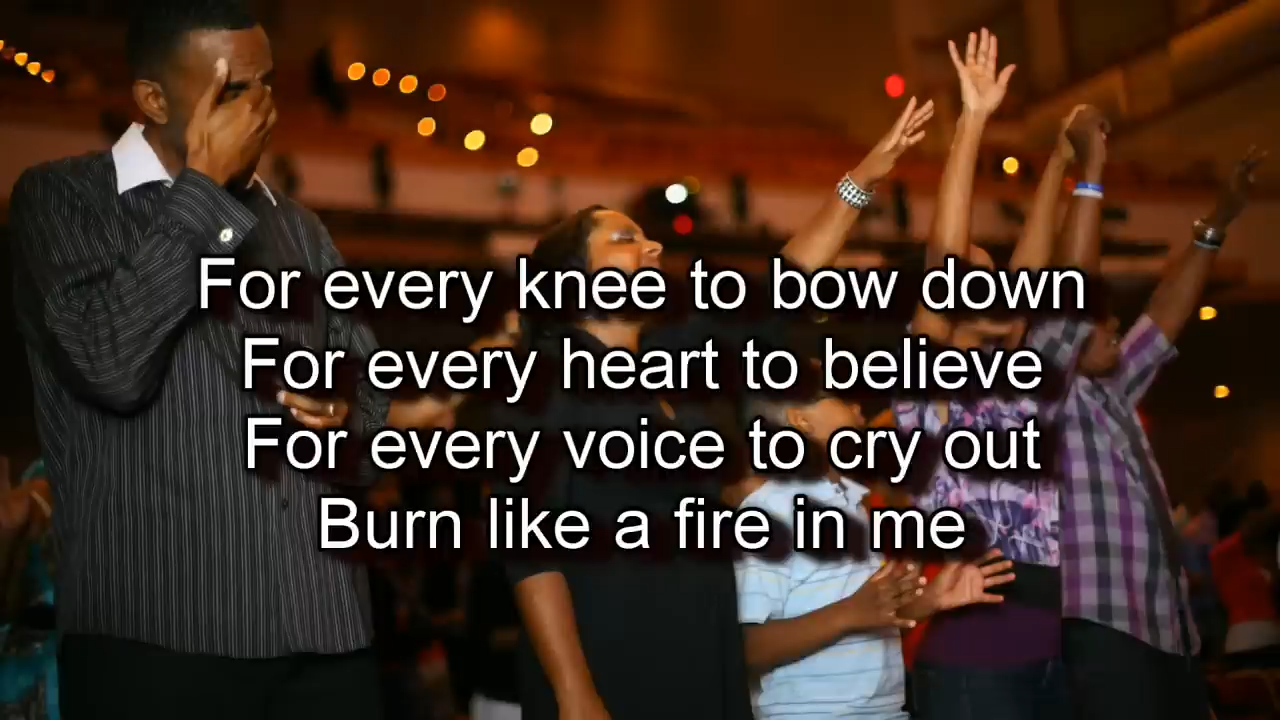 For every knee to bow down
For every heart to believe
For every voice to cry out
Burn like a fire in me